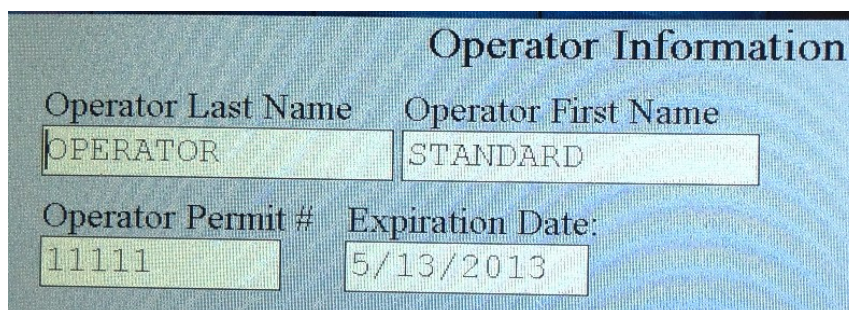 Operator Information
Operator Last Name Operator First Name
OPERATOR STANDARD
Operator Permit # Expiration Date:
11111 5/13/2013